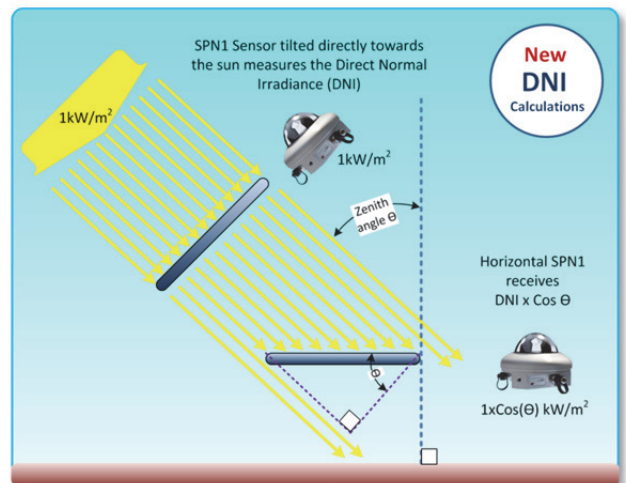 SPN1 Sensor tilted directly towards
the sun measures the Direct Normal
Irradiance (DNI)
New
DNI
Calculations
1kW/m²
1kW/m²
Zenith
angle Θ
Horizontal SPN1
receives
DNI x Cos Θ
Θ
1xCos(Θ) kW/m²